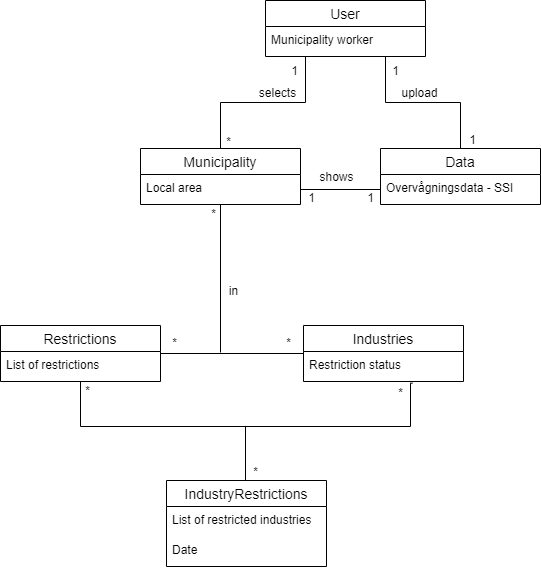 User
Municipality worker
1
1
selects
upload
*
1
Municipality
Data
Local area
shows
Overvågningsdata - SSI
1
1
*
in
Restrictions
Industries
*
*
List of restrictions
Restriction status
*
*
*
IndustryRestrictions
List of restricted industries
Date